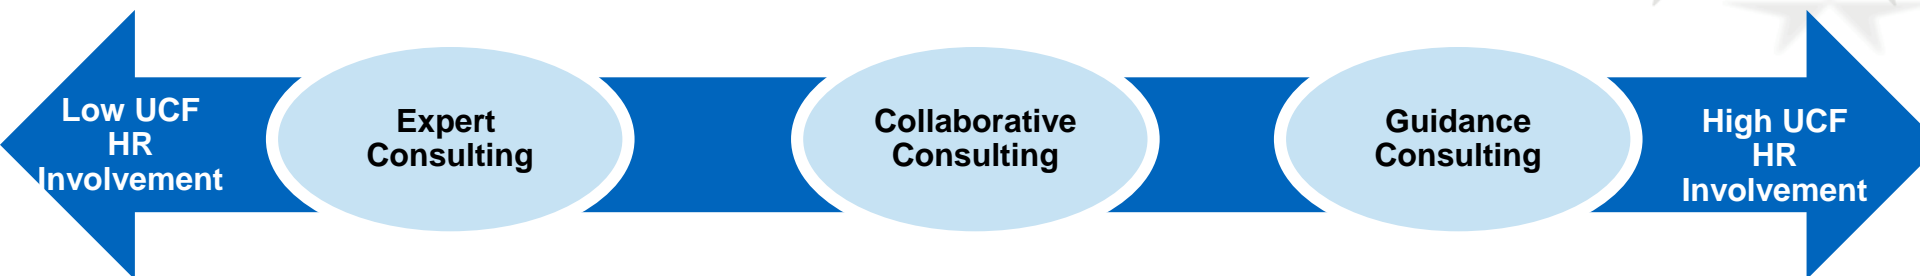 Low UCF
HR
Involvement
Expert
Consulting
Collaborative
Consulting
Guidance
Consulting
High UCF
HR
Involvement